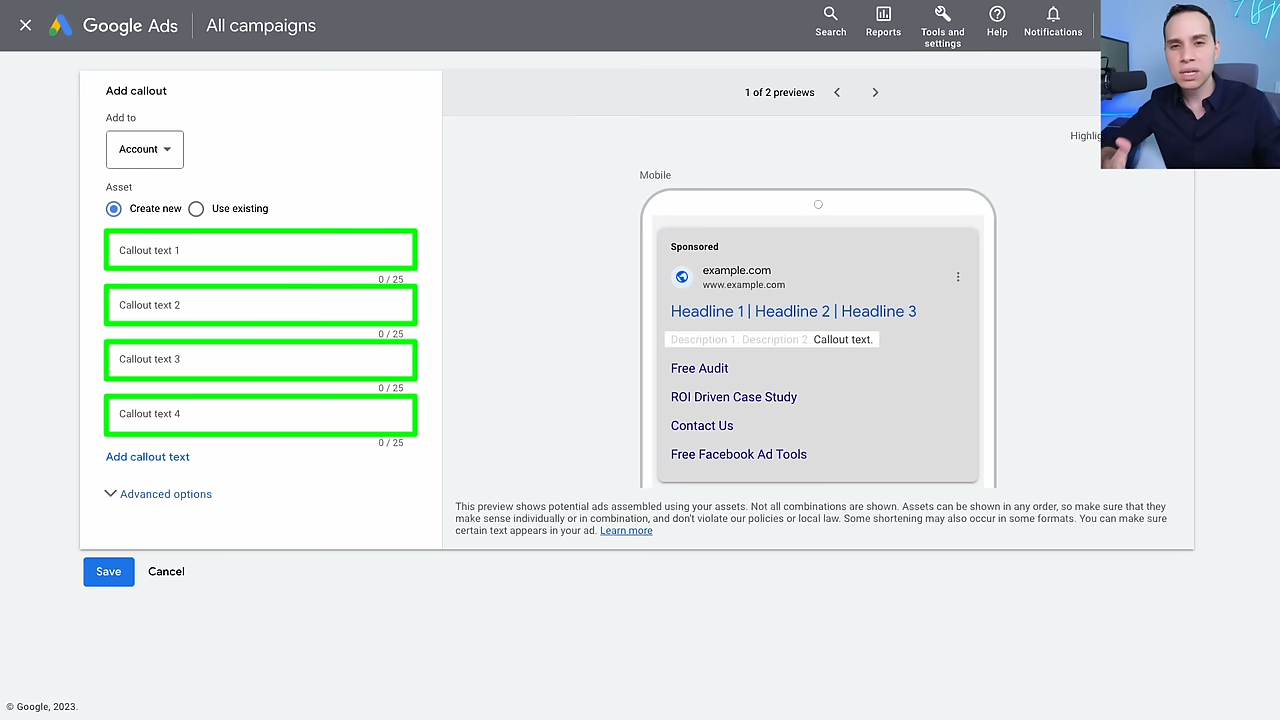 Google Ads
All campaigns
Search
Reports
Tools and
settings
Help
Notifications
Add callout
Add to
Account
Asset
Create new
Use existing
Callout text 1
0 / 25
Callout text 2
0 / 25
Callout text 3
0 / 25
Callout text 4
0 / 25
Add callout text
Advanced options
Save
Cancel
1 of 2 previews
Mobile
Sponsored
example.com
www.example.com
Headline 1 | Headline 2 | Headline 3
Description 1. Description 2. Callout text.
Free Audit
ROI Driven Case Study
Contact Us
Free Facebook Ad Tools
This preview shows potential ads assembled using your assets. Not all combinations are shown. Assets can be shown in any order, so make sure that they
make sense individually or in combination, and don't violate our policies or local law. Some shortening may also occur in some formats. You can make sure
certain text appears in your ad. Learn more
© Google, 2023.